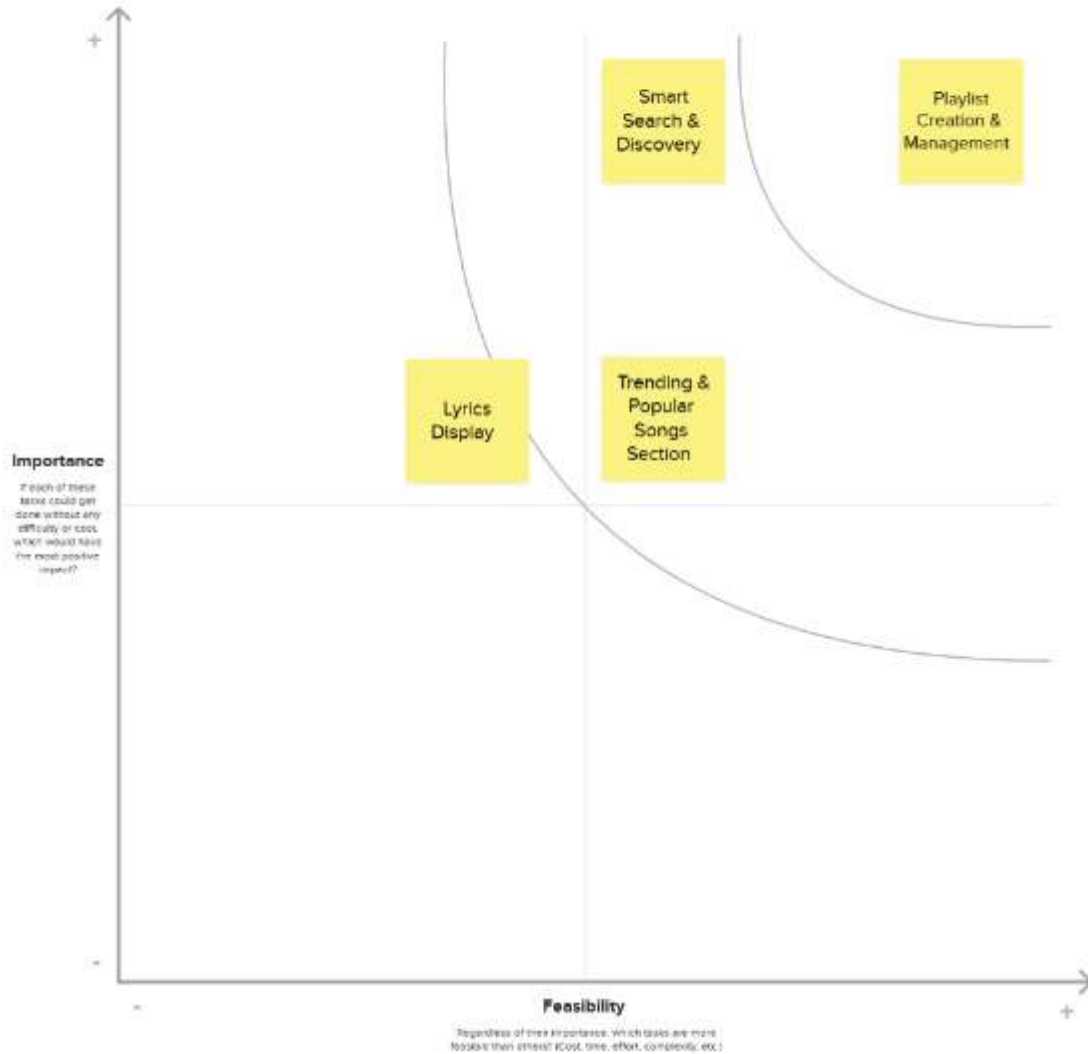 +
Smart
Search &
Discovery
Playlist
Creation &
Management
Lyrics
Display
Trending &
Popular
Songs
Section
Importance
If each of these
tasks could get
done without any
difficulty or cost,
which would have
the most positive
impact?
-
-
Feasibility
+
Regardless of their importance, which tasks are more
feasible than others? (Cost, time, effort, complexity, etc.)